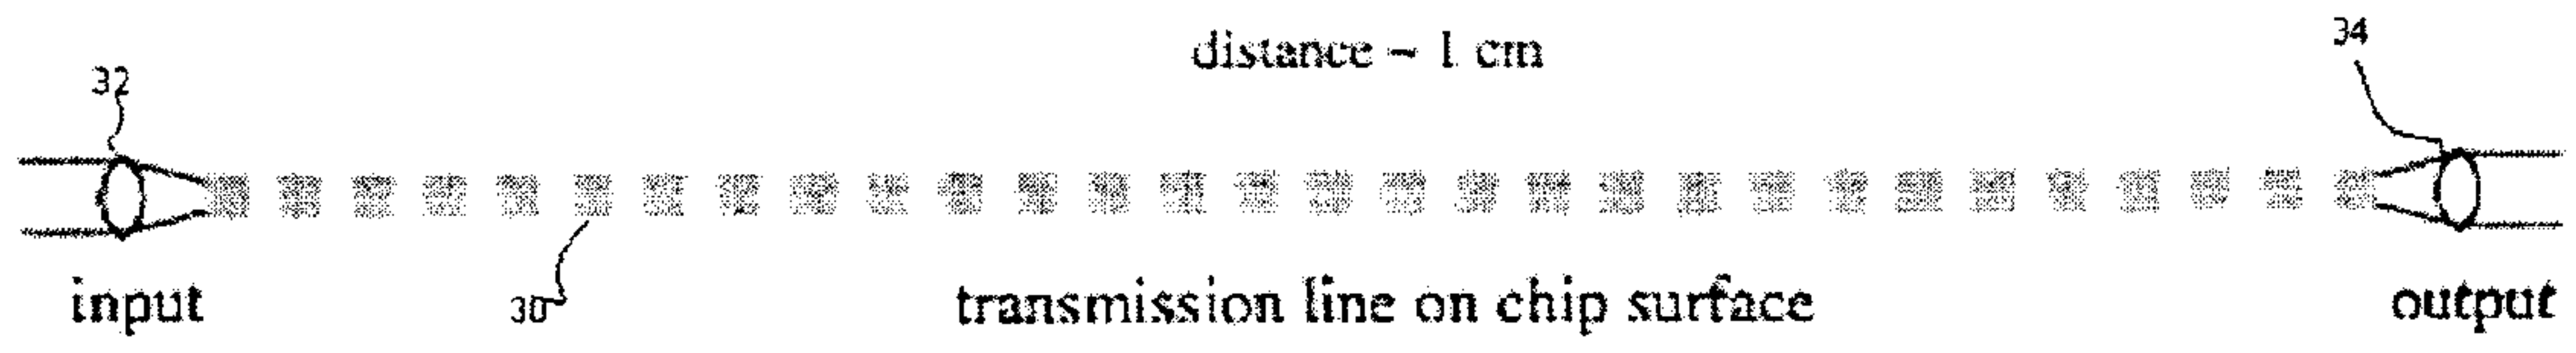 distance ~ 1 cm
34
32
30
input
transmission line on chip surface
output